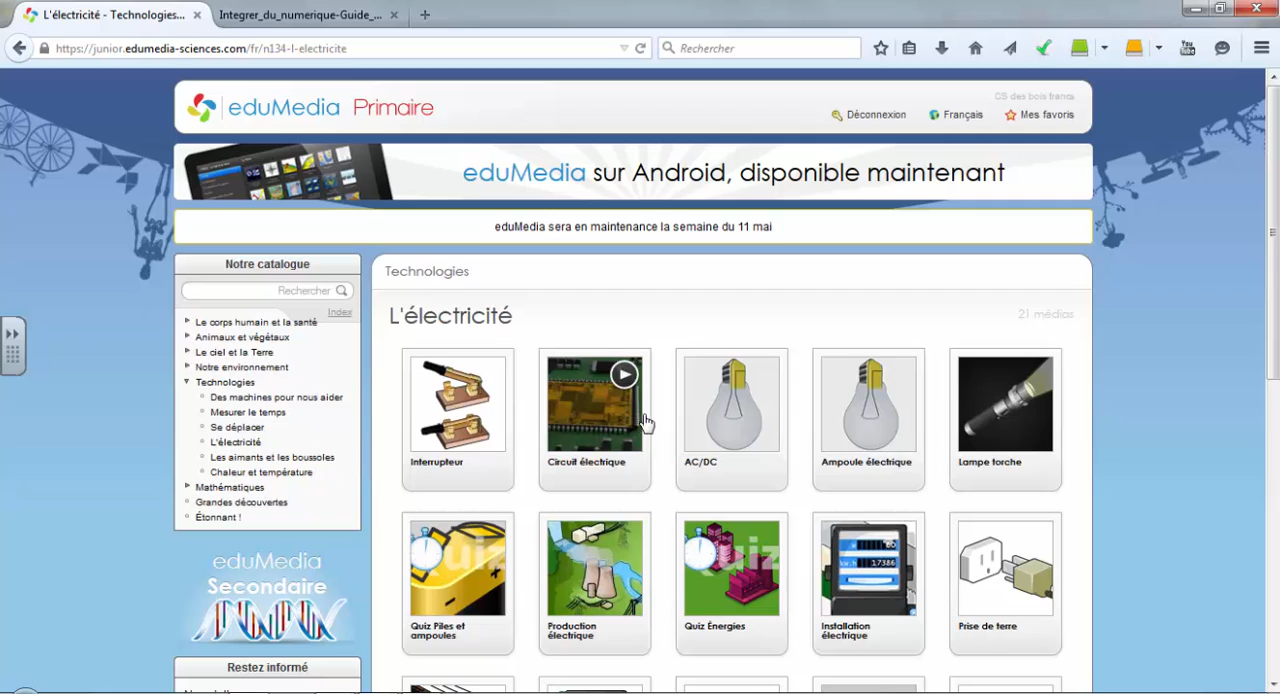 L'électricité - Technologies...
Integrer_du_numerique-Guide_...
https://junior.edumedia-sciences.com/fr/n134-l-electricite
Rechercher
You
eduMedia Primaire
CS des bois francs
Déconnexion
Français
Mes favoris
eduMedia sur Android, disponible maintenant
eduMedia sera en maintenance la semaine du 11 mai
Notre catalogue
Rechercher
Index
Le corps humain et la santé
Animaux et végétaux
Le ciel et la Terre
Notre environnement
Technologies
Des machines pour nous aider
Mesurer le temps
Se déplacer
L'électricité
Les aimants et les boussoles
Chaleur et température
Mathématiques
Grandes découvertes
Étonnant !
eduMedia
Secondaire
Restez informé
Technologies
L'électricité
21 médias
Interrupteur
Circuit électrique
AC/DC
Ampoule électrique
Lampe torche
Quiz
Quiz Piles et ampoules
Production électrique
Quiz
Quiz Énergies
17386
Installation électrique
Prise de terre